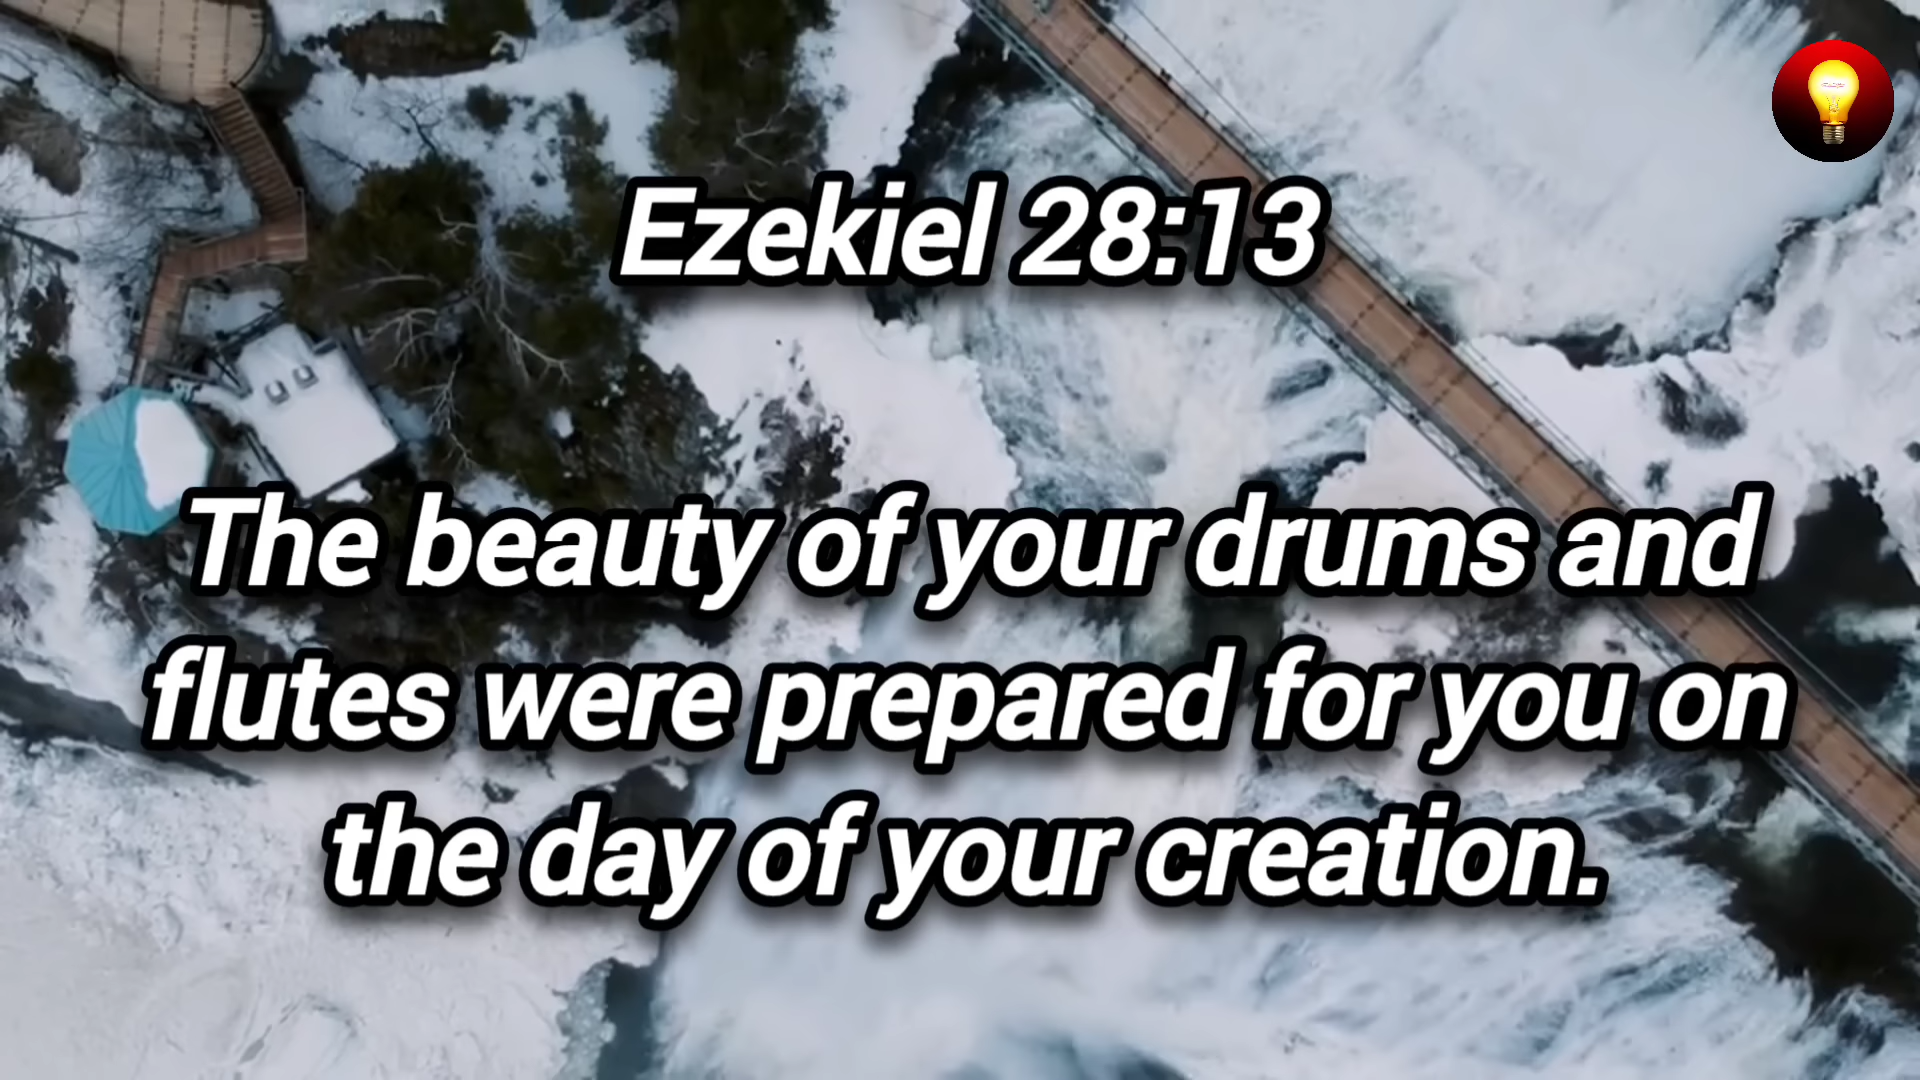 Ezekiel 28:13
The beauty of your drums and
flutes were prepared for you on
the day of your creation.